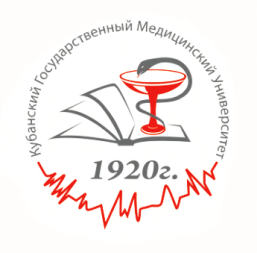 Кубанский Государственный Медицинский Университет
1920г.